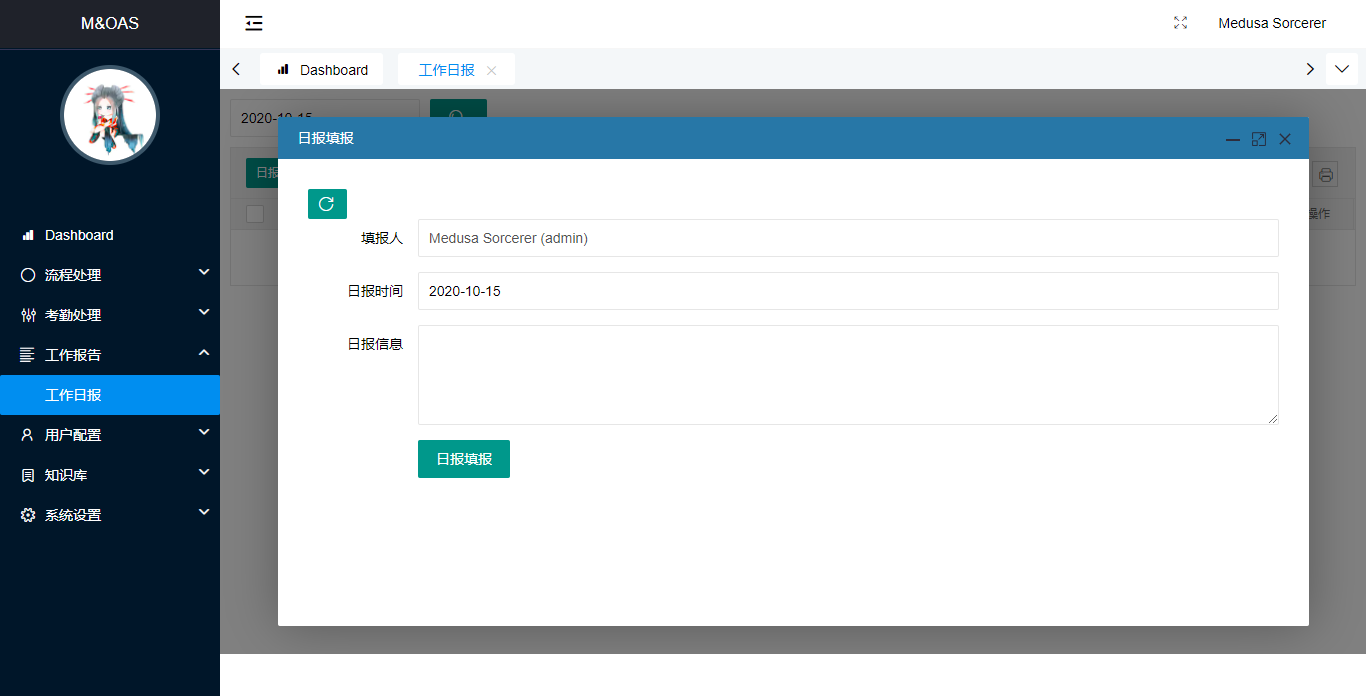 M&OAS
Medusa Sorcerer
Dashboard
工作日报
Dashboard
流程处理
考勤处理
工作报告
工作日报
用户配置
知识库
系统设置
2020-10-15
日报
操作
日报填报
填报人
Medusa Sorcerer (admin)
日报时间
2020-10-15
日报信息
日报填报